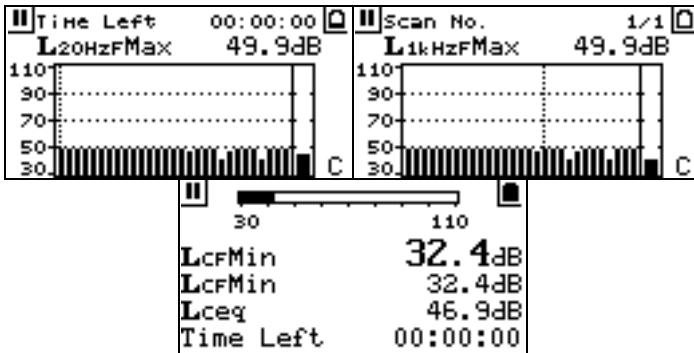 Time Left 00:00:00
L20HzFMax 49.9dB
110
90
70
50
30
C
Scan No. 1/1
L1kHzFMax 49.9dB
110
90
70
50
30
C
30 110
LCFMin 32.4dB
LCFMin 32.4dB
Lceq 46.9dB
Time Left 00:00:00